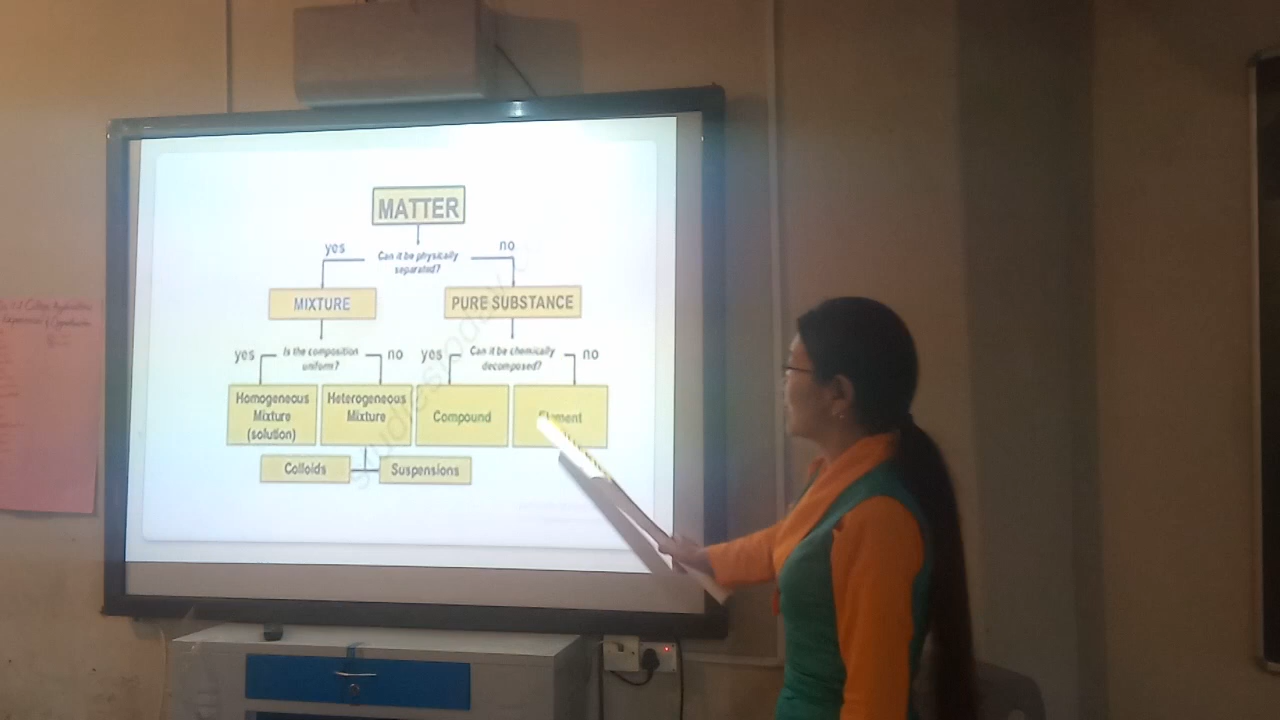 MATTER
yes
no
Can it be physically
separated?
MIXTURE
PURE SUBSTANCE
yes
Is the composition
uniform?
no
yes
Can it be chemically
decomposed?
no
Homogeneous
Mixture
(solution)
Heterogeneous
Mixture
Compound
Element
Colloids
Suspensions